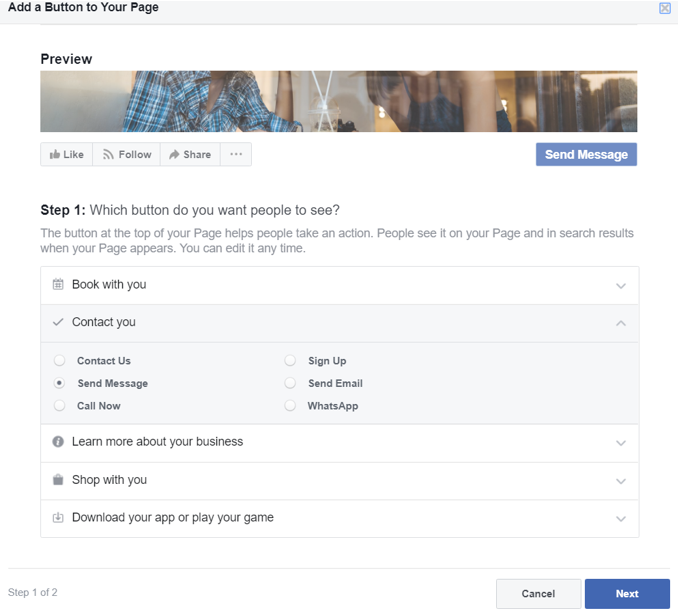 Add a Button to Your Page
Preview
Like Follow Share ...
Send Message
Step 1: Which button do you want people to see?
The button at the top of your Page helps people take an action. People see it on your Page and in search results
when your Page appears. You can edit it any time.
Book with you
Contact you
Contact Us Sign Up
Send Message Send Email
Call Now WhatsApp
Learn more about your business
Shop with you
Download your app or play your game
Step 1 of 2
Cancel Next